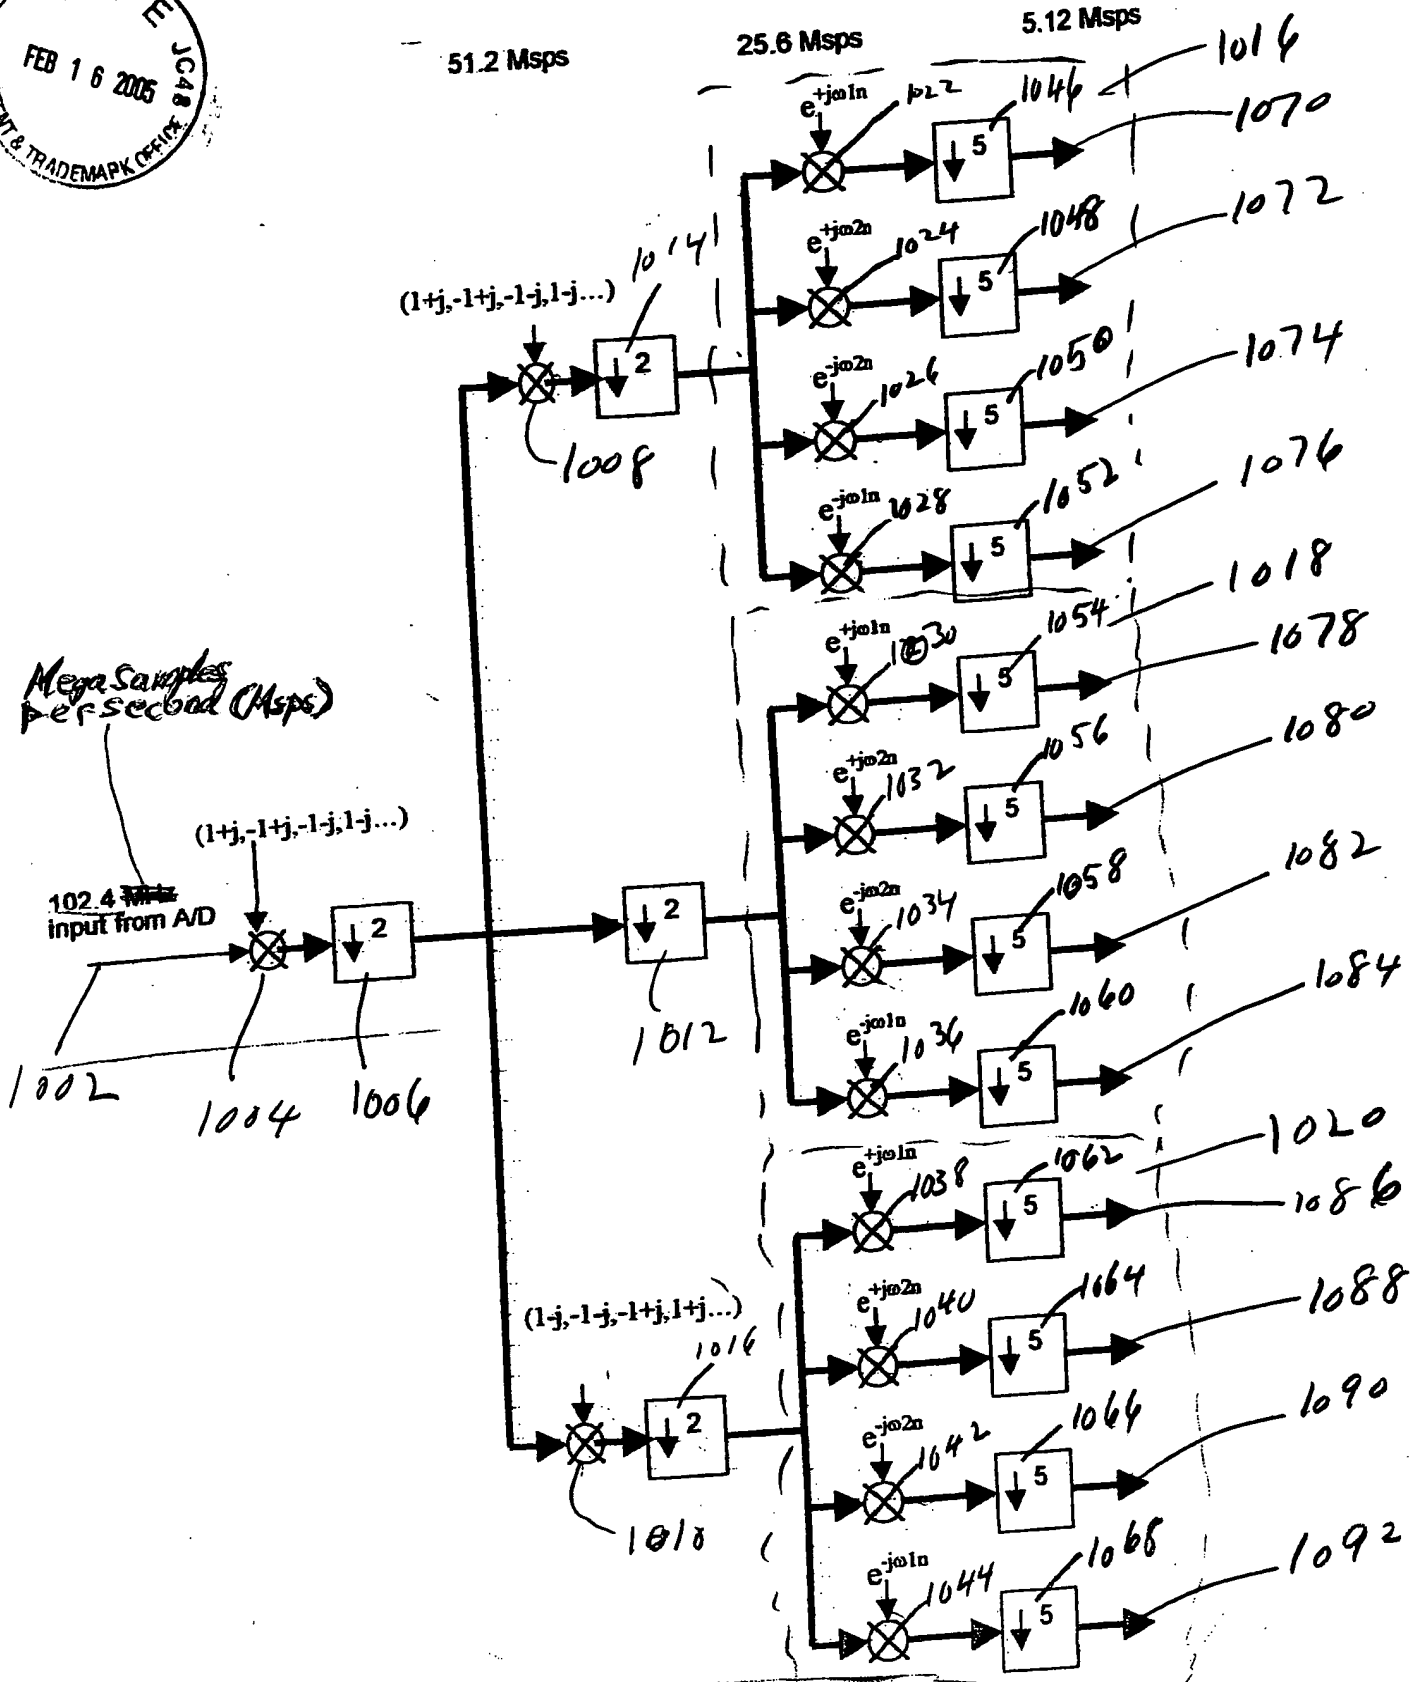 E JC48
FEB 1 6 2005
& TRADEMARK OFFICE
51.2 Msps
25.6 Msps
5.12 Msps
1016
e+jω1n
1022
1046
5
1070
e+jω2n
1024
1048
5
1072
1014
(1+j,-1+j,-1-j,1-j...)
2
1008
e-jω2n
1026
1050
5
1074
e-jω1n
1028
1052
5
1076
1018
e+jω1n
1030
1054
5
1078
Mega Samples
per second (Msps)
e+jω2n
1032
1056
5
1080
(1+j,-1+j,-1-j,1-j...)
102.4 MHz
input from A/D
2
2
1002
1004
1006
1012
e-jω2n
1034
1058
5
1082
e-jω1n
1036
1060
5
1084
1020
e+jω1n
1038
1062
5
1086
(1-j,-1-j,-1+j,1+j...)
1016
2
1010
e+jω2n
1040
1064
5
1088
e-jω2n
1042
1066
5
1090
e-jω1n
1044
1068
5
1092